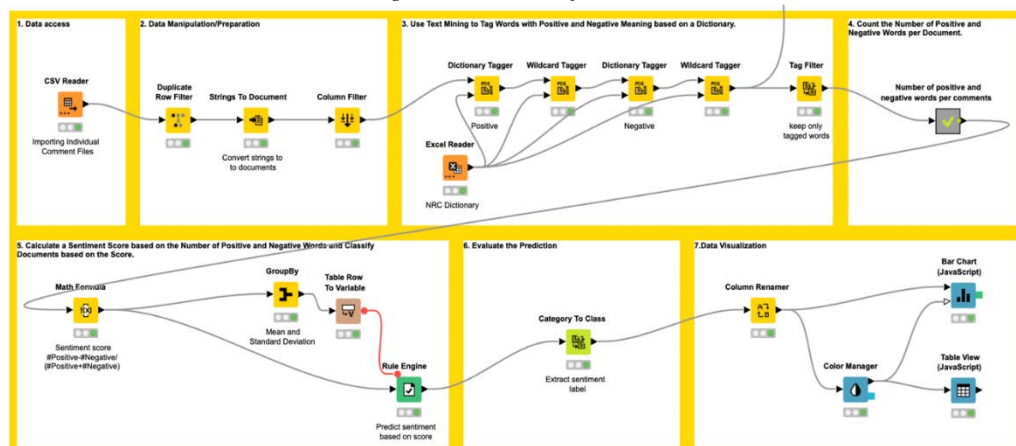 1. Data access
CSV Reader
Importing Individual
Comment Files
2. Data Manipulation/Preparation
Duplicate
Row Filter
Strings To Document
Convert strings to
to documents
Column Filter
3. Use Text Mining to Tag Words with Positive and Negative Meaning based on a Dictionary.
Dictionary Tagger
Positive
Wildcard Tagger
Dictionary Tagger
Negative
Wildcard Tagger
Tag Filter
keep only
tagged words
Excel Reader
NRC Dictionary
4. Count the Number of Positive and
Negative Words per Document.
Number of positive and
negative words per comments
5. Calculate a Sentiment Score based on the Number of Positive and Negative Words and Classify
Documents based on the Score.
Math Formula
Sentiment score
#Positive-#Negative/
(#Positive+#Negative)
GroupBy
Mean and
Standard Deviation
Table Row
To Variable
Rule Engine
Predict sentiment
based on score
6. Evaluate the Prediction
Category To Class
Extract sentiment
label
7.Data Visualization
Column Renamer
Color Manager
Bar Chart
(JavaScript)
Table View
(JavaScript)